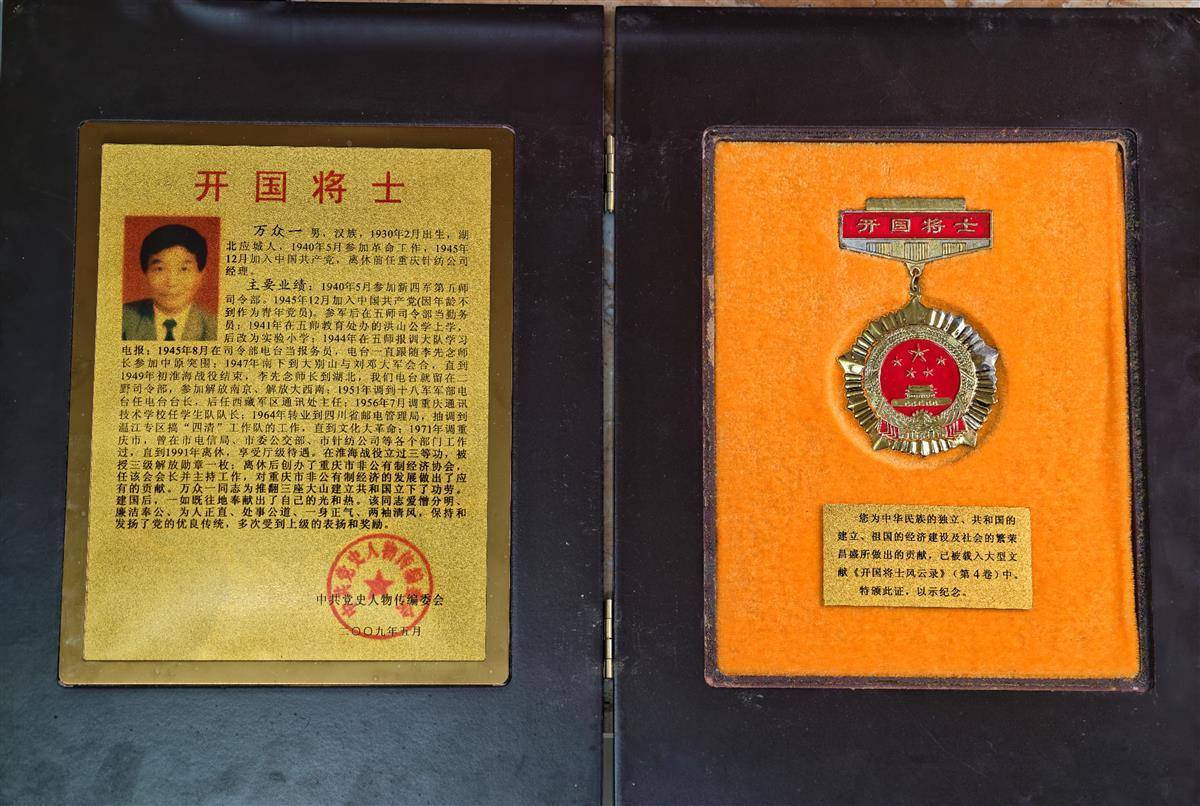 开国将士
万众一 男，汉族，1930年2月出生，湖
北应城人，1940年5月参加革命工作，1945年
12月加入中国共产党，离休前任重庆针纺公司
经理。
主要业绩：1940年5月参加新四军第五师
司令部，1945年12月加入中国共产党(因年龄不
到作为青年党员)，参军后在五师司令部当勤务
员；1941年在五师教育处办的洪山公学上学，
后改为实验小学；1944年在五师报训大队学习
电报；1945年8月在司令部电台当报务员，电台一直跟随李先念师
长参加中原突围；1947年南下到大别山与刘邓大军会合，直到
1949年初淮海战役结束，李先念师长到湖北，我们电台就留在二
野司令部，参加解放南京、解放大西南；1951年调到十八军军部电
台任电台台长、后任西藏军区通讯处主任；1956年7月调重庆通讯
技术学校任学生队队长；1964年转业到四川省邮电管理局，抽调到
温江专区搞“四清”工作队的工作，直到文化大革命；1971年调重
庆市，曾在市电信局、市委公交部、市针纺公司等各个部门工作
过，直到1991年离休，享受厅级待遇。在淮海战役立过三等功，被
授三级解放勋章一枚；离休后创办了重庆市非公有制经济协会，
任该会会长并主持工作，对重庆市非公有制经济的发展做出了应
有的贡献。万众一同志为推翻三座大山建立共和国立下了功劳。
建国后，一如既往地奉献出了自己的光和热。该同志爱憎分明、
廉洁奉公、为人正直、处事公道、一身正气、两袖清风，保持和
发扬了党的优良传统，多次受到上级的表扬和奖励。
中共党史人物传编委会
二〇〇九年五月
中共党史人物传编委会
开国将士
您为中华民族的独立、共和国的
建立、祖国的经济建设及社会的繁荣
昌盛所做出的贡献，已被载入大型文
献《开国将士风云录》（第4卷）中。
特颁此证，以示纪念。